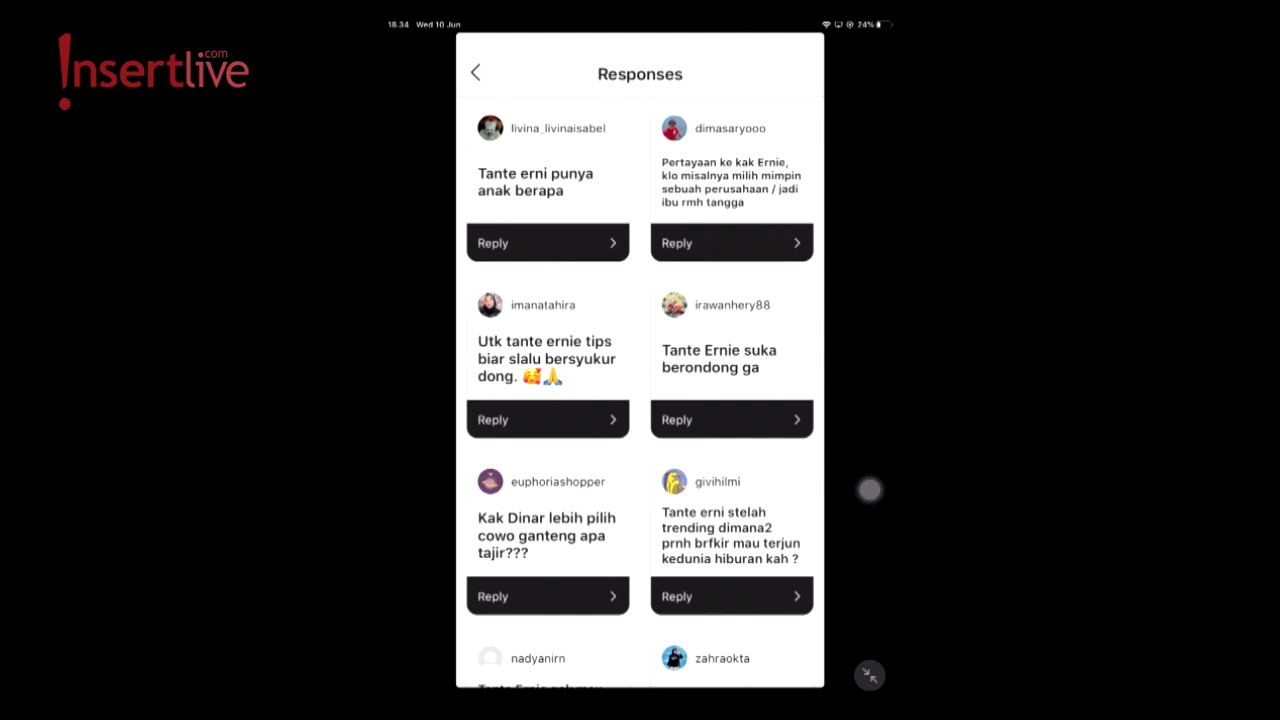 18.34 Wed 10 Jun
24%
Insertlive
.com
Responses
livina_livinaisabel
Tante erni punya
anak berapa
Reply
dimasaryooo
Pertayaan ke kak Ernie,
klo misalnya milih mimpin
sebuah perusahaan / jadi
ibu rmh tangga
Reply
imanatahira
Utk tante ernie tips
biar slalu bersyukur
dong. 🥰🙏
Reply
irawanhery88
Tante Ernie suka
berondong ga
Reply
euphoriashopper
Kak Dinar lebih pilih
cowo ganteng apa
tajir???
Reply
givihilmi
Tante erni stelah
trending dimana2
prnh brfkir mau terjun
kedunia hiburan kah ?
Reply
nadyanirn
zahraokta